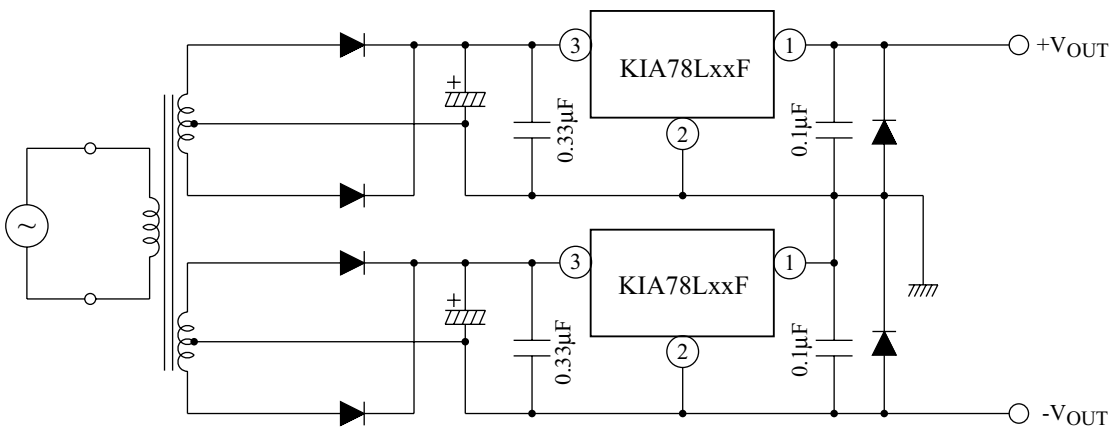 3
KIA78LxxF
1
+VOUT
+
0.33μF
2
0.1μF
~
3
KIA78LxxF
1
+
0.33μF
2
0.1μF
-VOUT